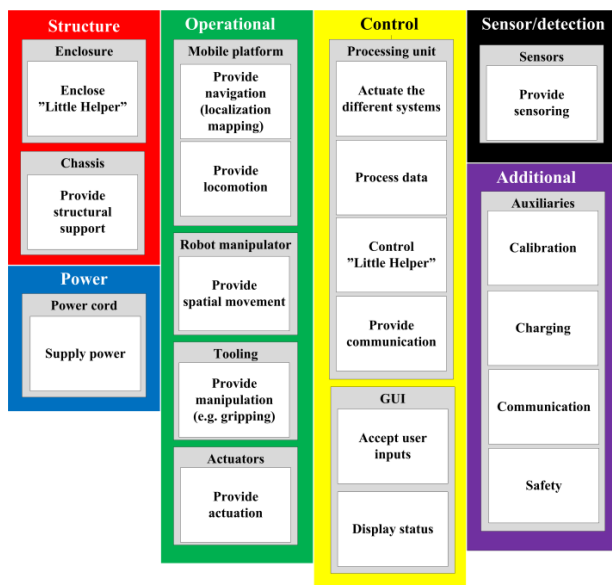 Structure
Enclosure
Enclose
”Little Helper”
Chassis
Provide
structural
support
Power
Power cord
Supply power
Operational
Mobile platform
Provide
navigation
(localization
mapping)
Provide
locomotion
Robot manipulator
Provide
spatial movement
Tooling
Provide
manipulation
(e.g. gripping)
Actuators
Provide
actuation
Control
Processing unit
Actuate the
different systems
Process data
Control
”Little Helper”
Provide
communication
GUI
Accept user
inputs
Display status
Sensor/detection
Sensors
Provide
sensoring
Additional
Auxiliaries
Calibration
Charging
Communication
Safety